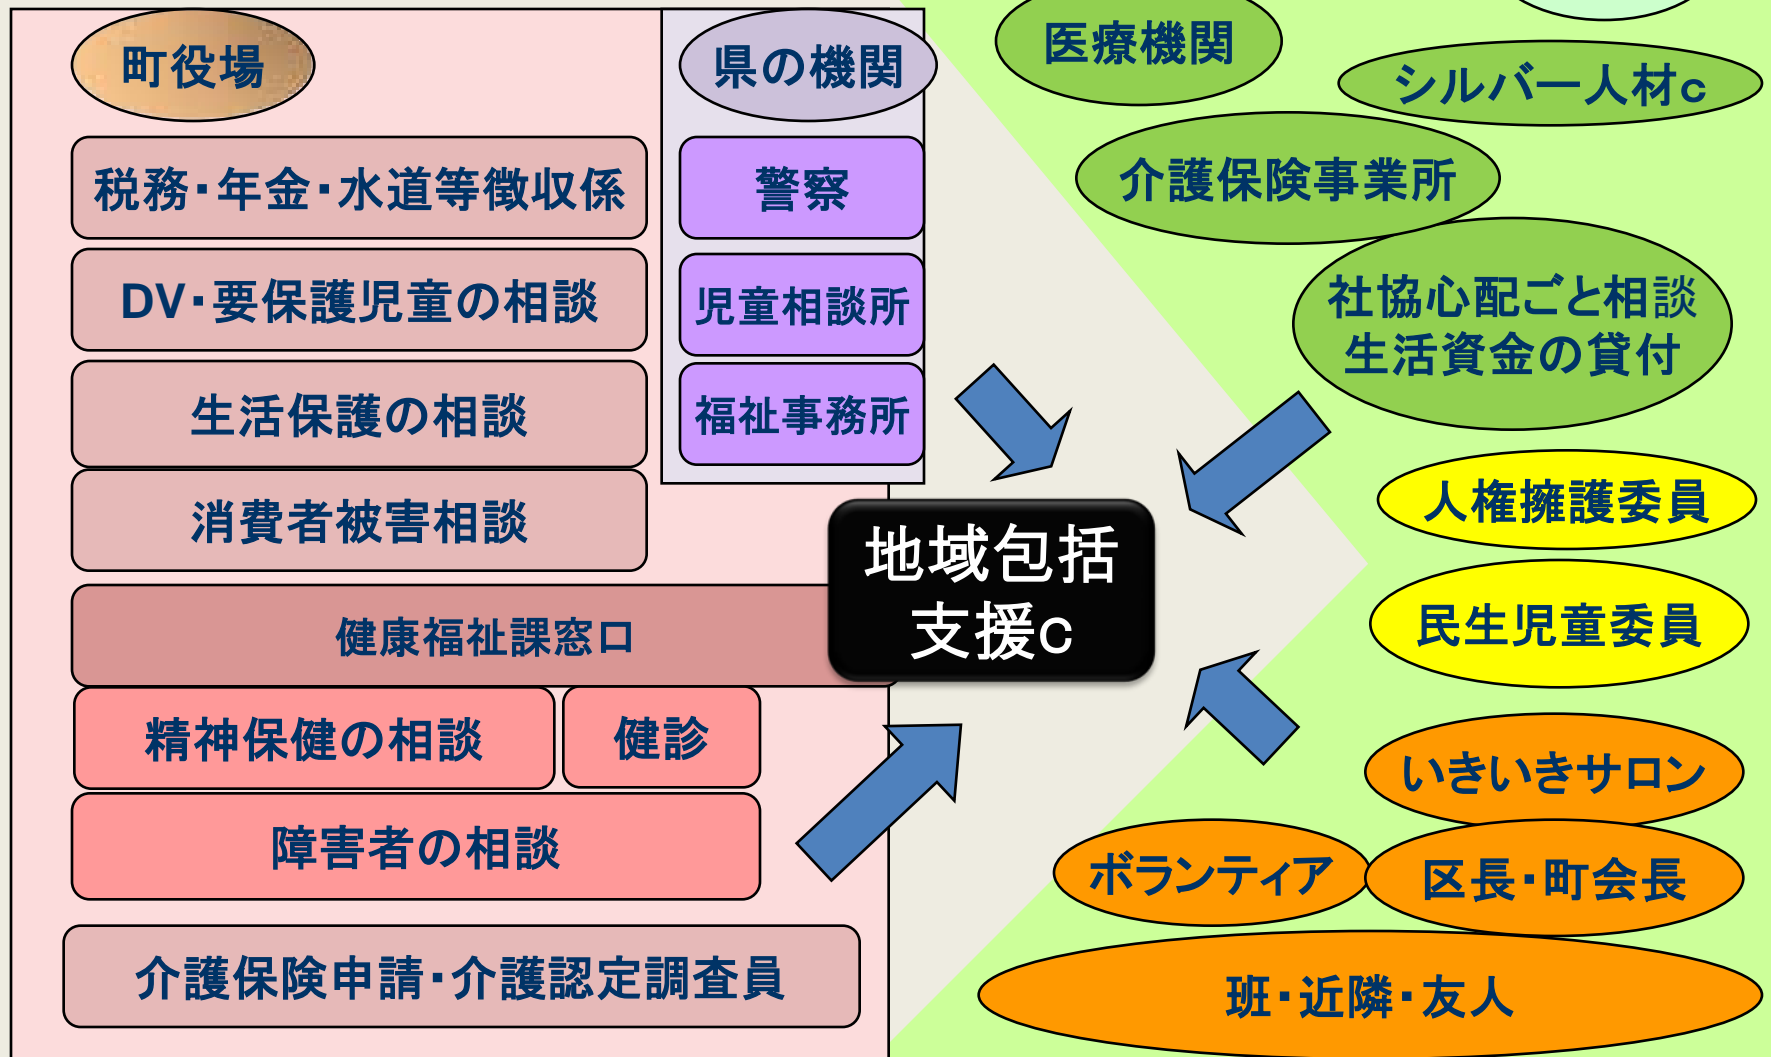 町役場
税務・年金・水道等徴収係
DV・要保護児童の相談
生活保護の相談
消費者被害相談
健康福祉課窓口
精神保健の相談
健診
障害者の相談
介護保険申請・介護認定調査員
県の機関
警察
児童相談所
福祉事務所
地域包括
支援c
医療機関
シルバー人材c
介護保険事業所
社協心配ごと相談
生活資金の貸付
人権擁護委員
民生児童委員
いきいきサロン
ボランティア
区長・町会長
班・近隣・友人